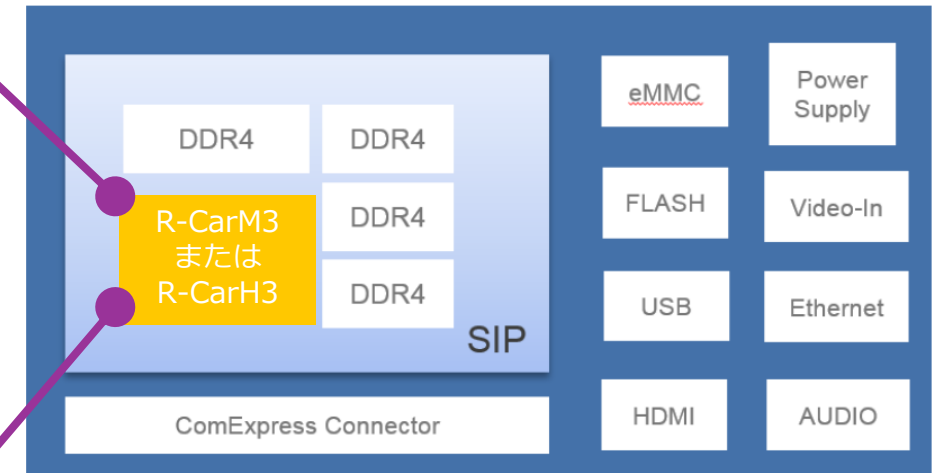 DDR4
DDR4
R-CarM3
または
R-CarH3
DDR4
DDR4
SIP
ComExpress Connector
eMMC
Power
Supply
FLASH
Video-In
USB
Ethernet
HDMI
AUDIO